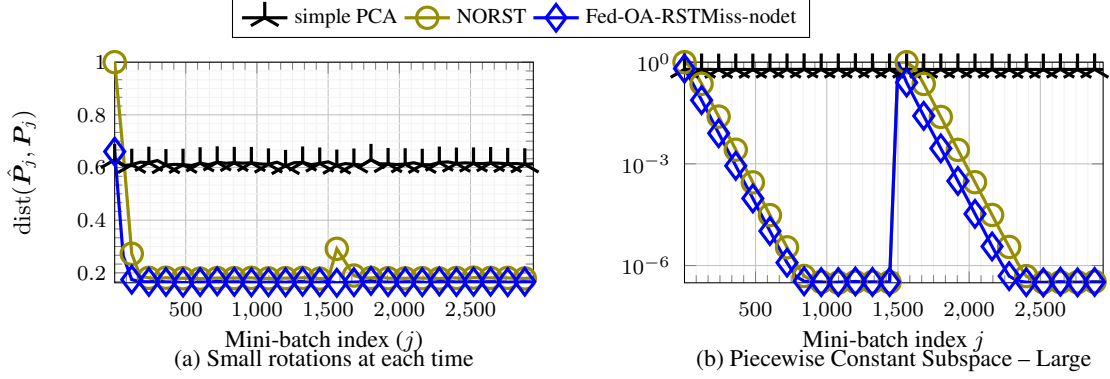 simple PCA NORST Fed-OA-RSTMiss-nodet
dist(P̂_j, P_j)
1
0.8
0.6
0.4
0.2
500 1,000 1,500 2,000 2,500
Mini-batch index (j)
(a) Small rotations at each time
10^0
10^−3
10^−6
500 1,000 1,500 2,000 2,500
Mini-batch index j
(b) Piecewise Constant Subspace – Large